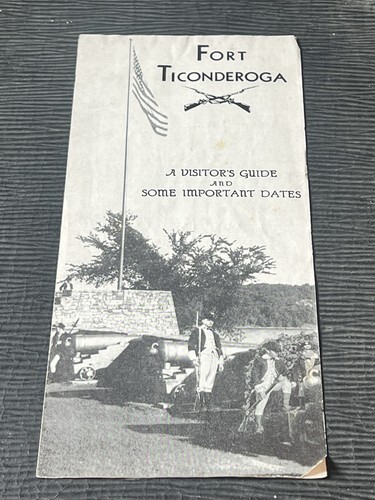 FORT
TICONDEROGA
A VISITOR'S GUIDE
AND
SOME IMPORTANT DATES